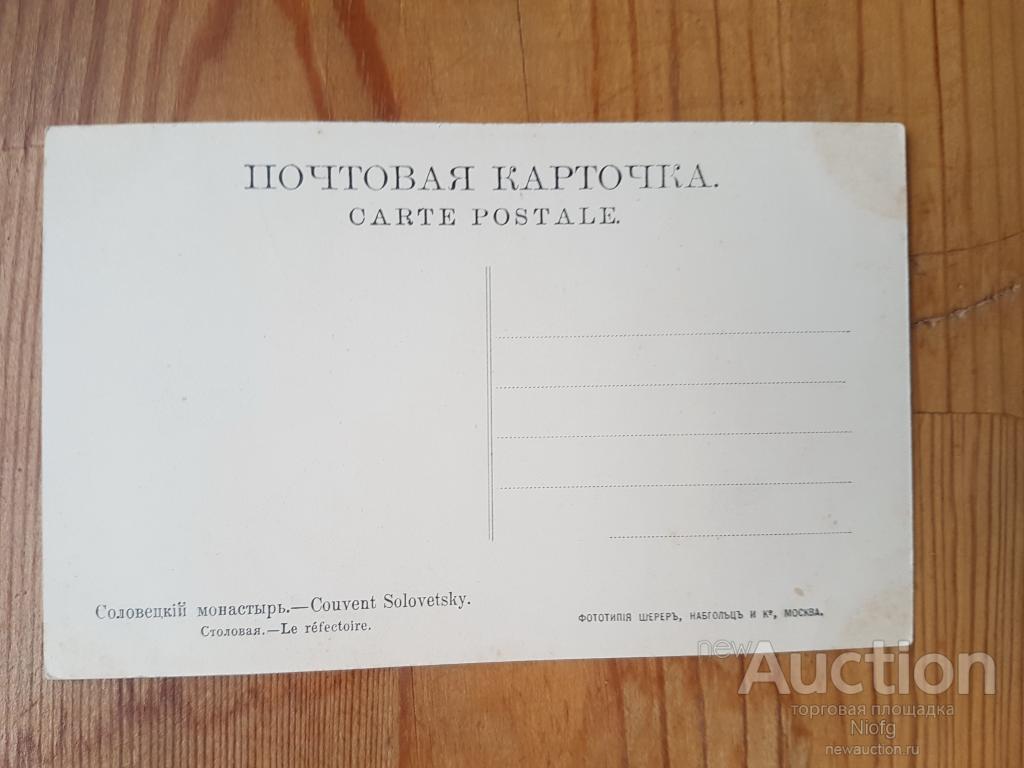 ПОЧТОВАЯ КАРТОЧКА.
CARTE POSTALE.
Соловецкій монастырь.—Couvent Solovetsky.
Столовая.—Le réfectoire.
ФОТОТИПІЯ ШЕРЕРЪ, НАБГОЛЬЦЪ И Кº, МОСКВА.
newAuction
торговая площадка
Niofg
newauction.ru